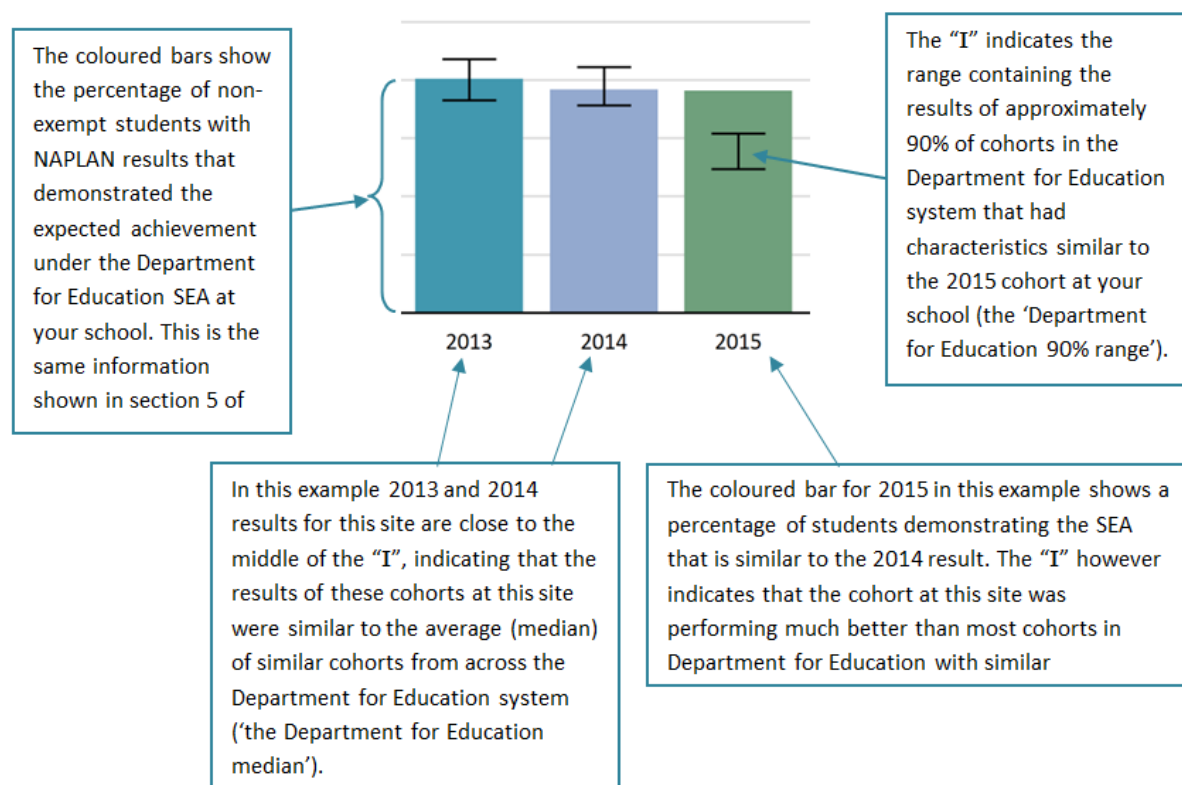 The coloured bars show
the percentage of non-
exempt students with
NAPLAN results that
demonstrated the
expected achievement
under the Department
for Education SEA at
your school. This is the
same information
shown in section 5 of
The “I” indicates the
range containing the
results of approximately
90% of cohorts in the
Department for Education
system that had
characteristics similar to
the 2015 cohort at your
school (the ‘Department
for Education 90% range’).
2013
2014
2015
In this example 2013 and 2014
results for this site are close to the
middle of the “I”, indicating that the
results of these cohorts at this site
were similar to the average (median)
of similar cohorts from across the
Department for Education system
(‘the Department for Education
median’).
The coloured bar for 2015 in this example shows a
percentage of students demonstrating the SEA
that is similar to the 2014 result. The “I” however
indicates that the cohort at this site was
performing much better than most cohorts in
Department for Education with similar